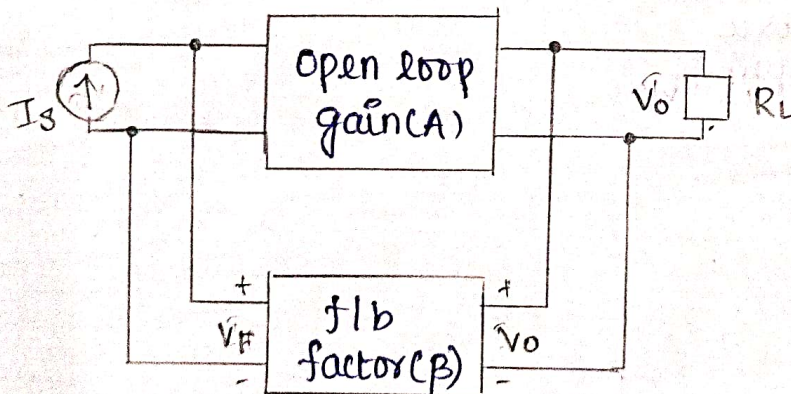 open loop
gain(A)
Is
Vo
RL
+
+
f/b
factor(β)
VF
Vo
-
-